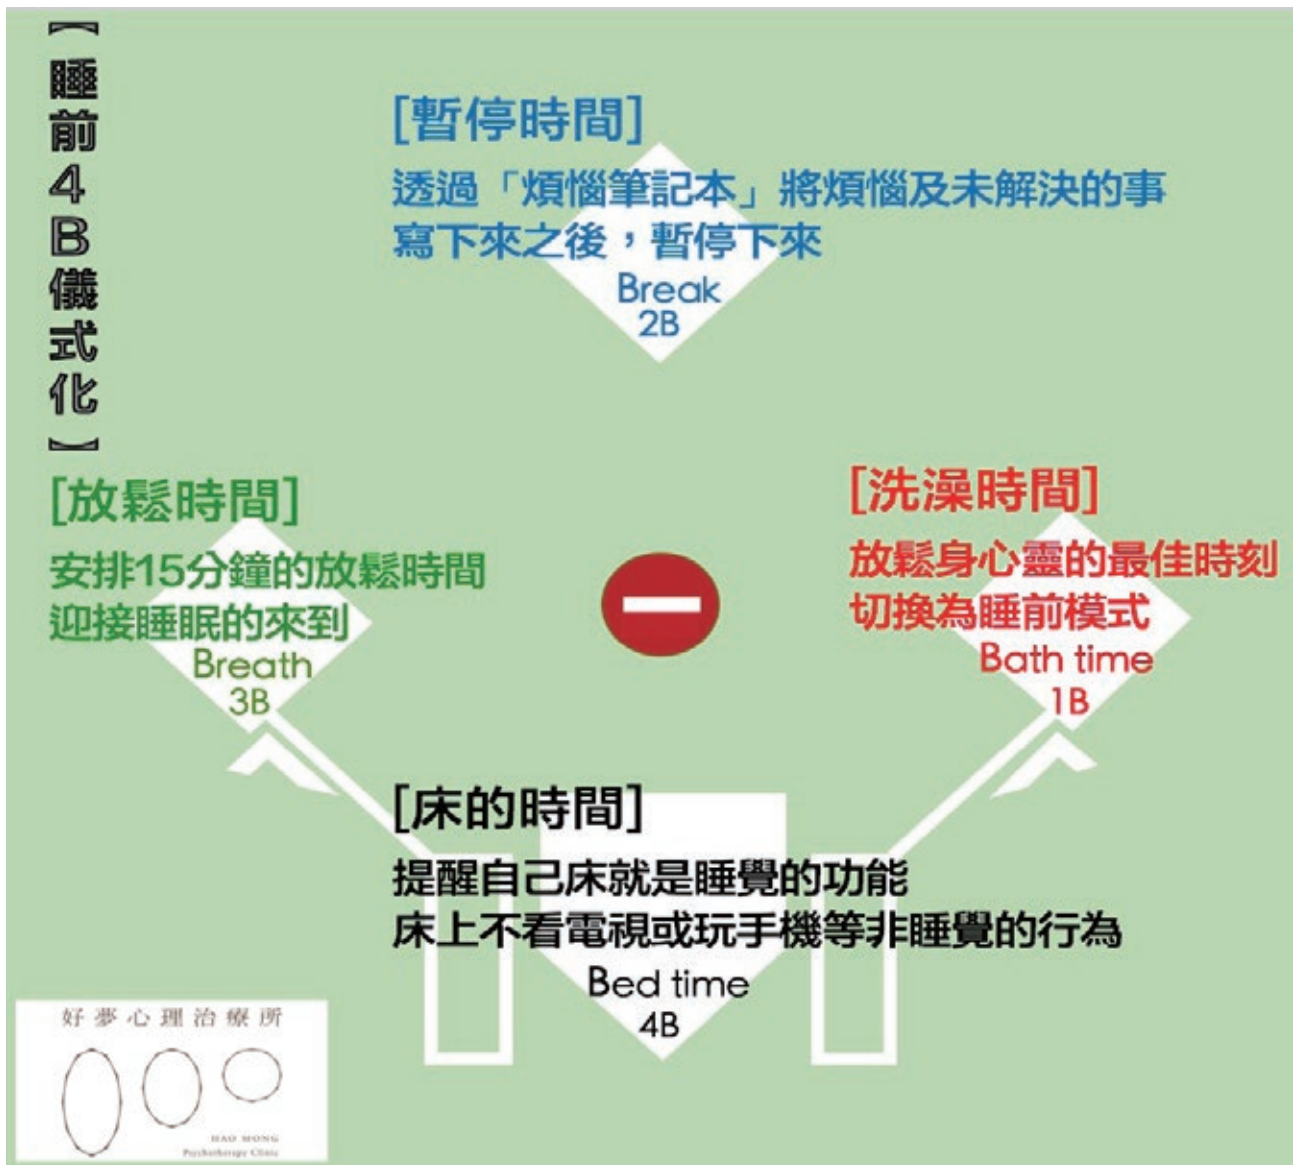 【睡前4B儀式化】
[暫停時間]
透過「煩惱筆記本」將煩惱及未解決的事
寫下來之後，暫停下來
Break
2B
[放鬆時間]
安排15分鐘的放鬆時間
迎接睡眠的來到
Breath
3B
[洗澡時間]
放鬆身心靈的最佳時刻
切換為睡前模式
Bath time
1B
[床的時間]
提醒自己床就是睡覺的功能
床上不看電視或玩手機等非睡覺的行為
Bed time
4B
好夢心理治療所
HAO MONG
Psychotherapy Clinic